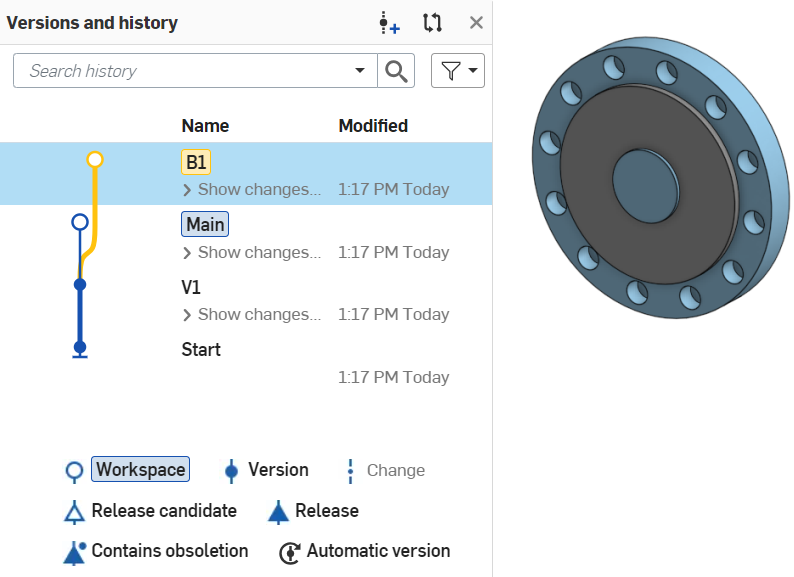 Versions and history
Search history
Name Modified
B1
Show changes... 1:17 PM Today
Main
Show changes... 1:17 PM Today
V1
Show changes... 1:17 PM Today
Start
1:17 PM Today
Workspace Version Change
Release candidate Release
Contains obsoletion Automatic version